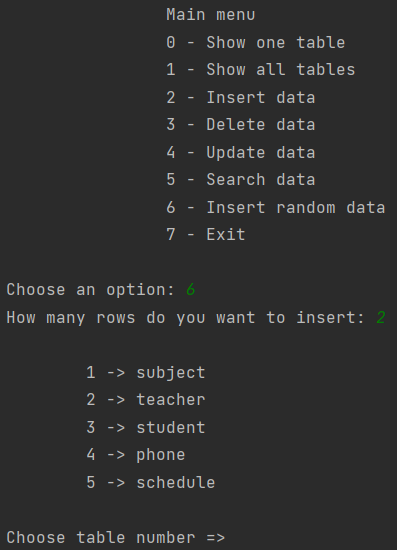 Main menu
0 - Show one table
1 - Show all tables
2 - Insert data
3 - Delete data
4 - Update data
5 - Search data
6 - Insert random data
7 - Exit
Choose an option: 6
How many rows do you want to insert: 2
1 -> subject
2 -> teacher
3 -> student
4 -> phone
5 -> schedule
Choose table number =>